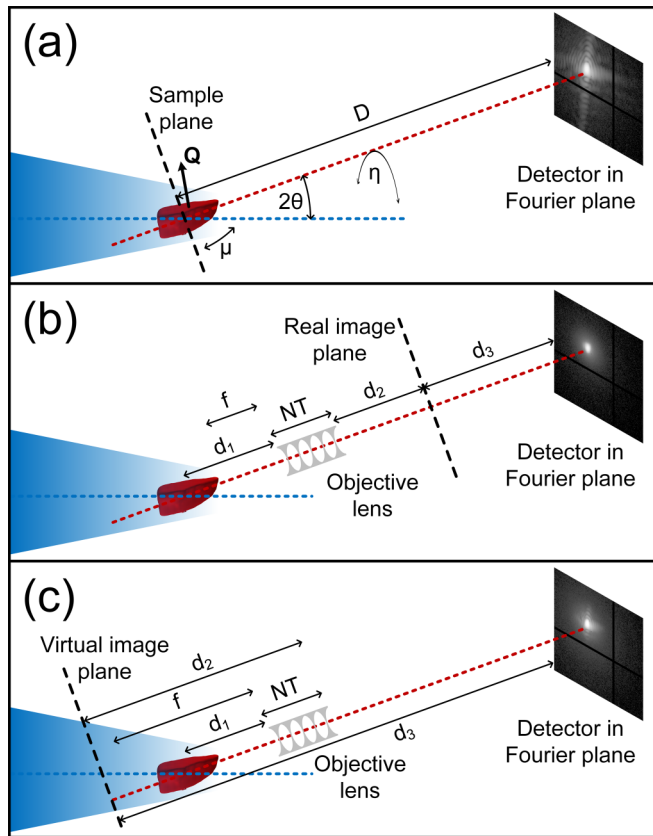 (a)
Sample
plane
D
Q
η
2θ
μ
Detector in
Fourier plane
(b)
Real image
plane
d3
f
NT
d2
d1
Objective
lens
Detector in
Fourier plane
(c)
Virtual image
plane
d2
f
NT
d1
d3
Objective
lens
Detector in
Fourier plane